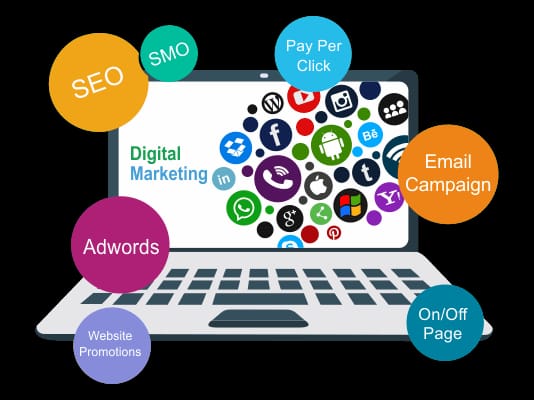 SEO
SMO
Pay Per
Click
Digital
Marketing
Email
Campaign
Adwords
On/Off
Page
Website
Promotions